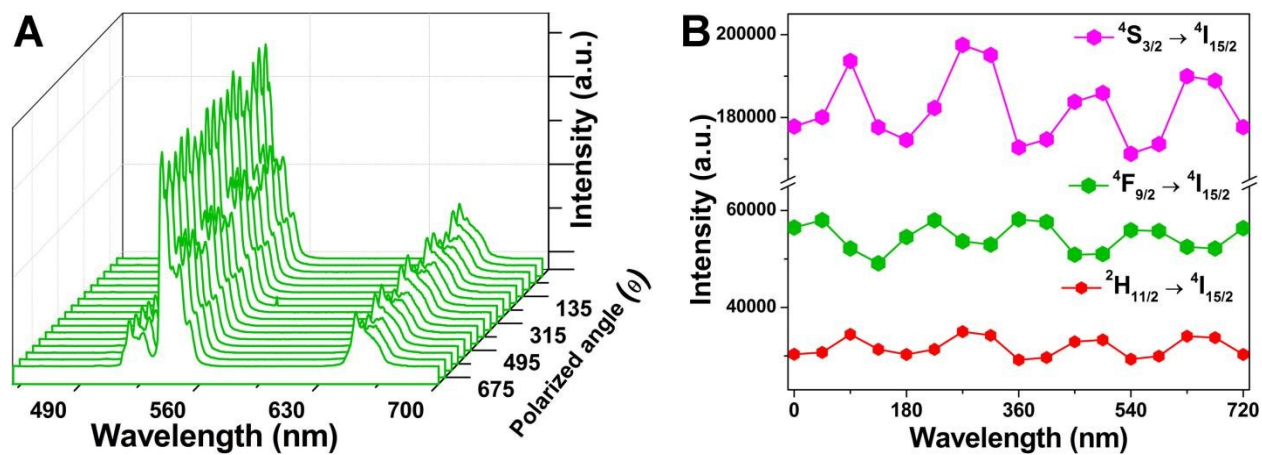 A
Intensity (a.u.)
135
315
495
675
Polarized angle (θ)
490 560 630 700
Wavelength (nm)
B
200000
180000
60000
40000
Intensity (a.u.)
⁴S₃/₂ → ⁴I₁₅/₂
⁴F₉/₂ → ⁴I₁₅/₂
²H₁₁/₂ → ⁴I₁₅/₂
0 180 360 540 720
Wavelength (nm)